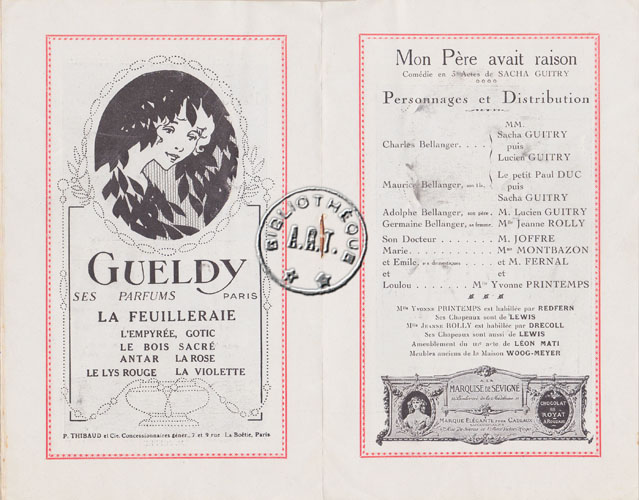 GUELDY
SES PARFUMS PARIS
LA FEUILLERAIE
L'EMPYRÉE, GOTIC
LE BOIS SACRÉ
ANTAR LA ROSE
LE LYS ROUGE LA VIOLETTE
P. THIBAUD et Cie. Concessionnaires génér., 7 et 9 rue La Boëtie, Paris
BIBLIOTHÈQUE
A.R.T.
Mon Père avait raison
Comédie en 3 Actes de SACHA GUITRY
Personnages et Distribution
MM.
Charles Bellanger. . . . Sacha GUITRY
puis
Lucien GUITRY
Maurice Bellanger, son fils, Le petit Paul DUC
puis
Sacha GUITRY
Adolphe Bellanger, son père . M. Lucien GUITRY
Germaine Bellanger, sa femme. Mlle Jeanne ROLLY
Son Docteur . . . . . . . M. JOFFRE
Marie . . . . . . . . . . Mme MONTBAZON
et Emile, ses domestiques . . . et M. FERNAL
et et
Loulou . . . . . . . Mlle Yvonne PRINTEMPS
Mlle YVONNE PRINTEMPS est habillée par REDFERN
Ses Chapeaux sont de LEWIS
Mlle JEANNE ROLLY est habillée par DRECOLL
Ses Chapeaux sont aussi de LEWIS
Ameublement du IIIe acte de LÉON MATI
Meubles anciens de la Maison WOOG-MEYER
A LA
MARQUISE DE SÉVIGNÉ
MARQUE ÉLÉGANTE DES CADEAUX
CHOCOLAT
DE
ROYAT